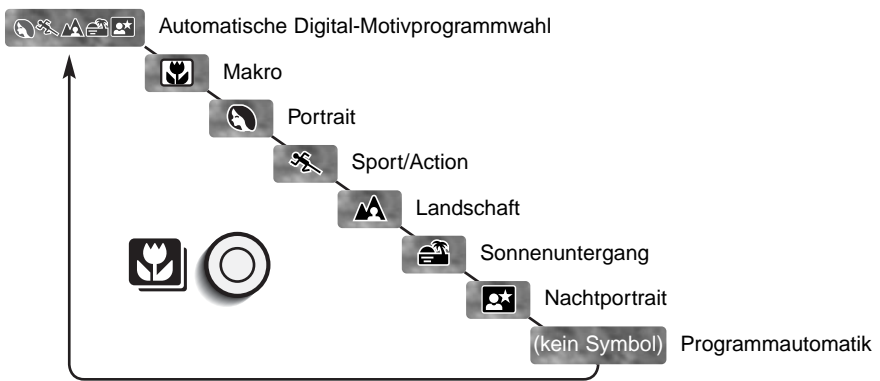 Automatische Digital-Motivprogrammwahl
Makro
Portrait
Sport/Action
Landschaft
Sonnenuntergang
Nachtportrait
(kein Symbol) Programmautomatik